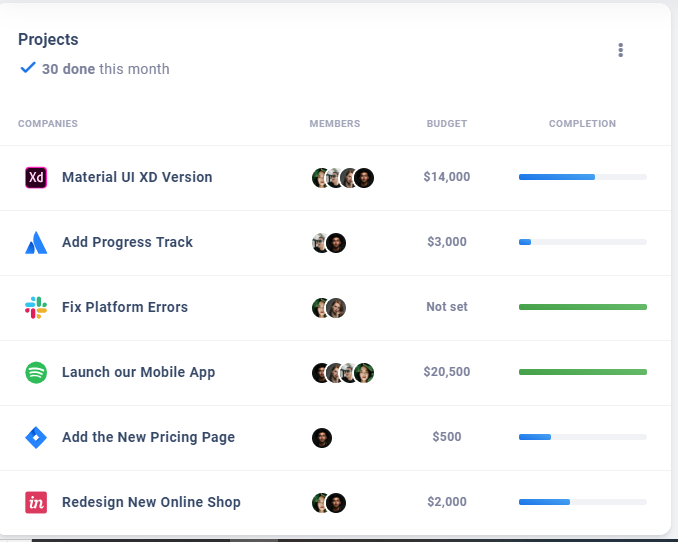 Projects
30 done this month
COMPANIES MEMBERS BUDGET COMPLETION
Xd Material UI XD Version $14,000
Add Progress Track $3,000
Fix Platform Errors Not set
Launch our Mobile App $20,500
Add the New Pricing Page $500
in Redesign New Online Shop $2,000